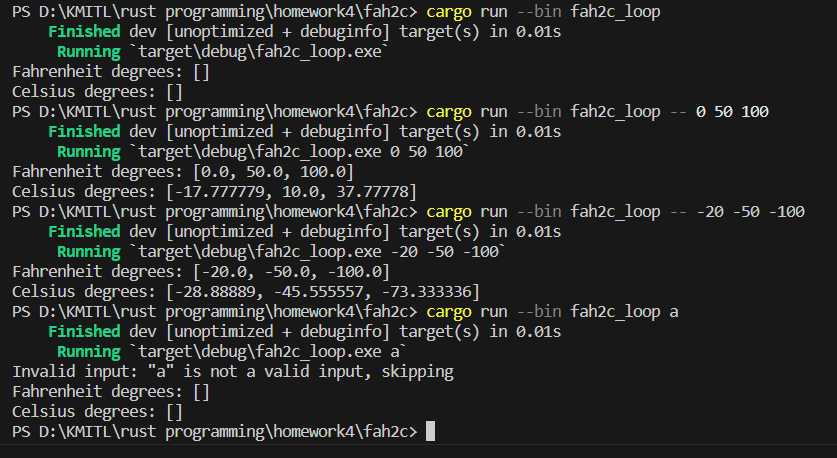 PS D:\KMITL\rust programming\homework4\fah2c> cargo run --bin fah2c_loop
    Finished dev [unoptimized + debuginfo] target(s) in 0.01s
     Running `target\debug\fah2c_loop.exe`
Fahrenheit degrees: []
Celsius degrees: []
PS D:\KMITL\rust programming\homework4\fah2c> cargo run --bin fah2c_loop -- 0 50 100
    Finished dev [unoptimized + debuginfo] target(s) in 0.01s
     Running `target\debug\fah2c_loop.exe 0 50 100`
Fahrenheit degrees: [0.0, 50.0, 100.0]
Celsius degrees: [-17.777779, 10.0, 37.77778]
PS D:\KMITL\rust programming\homework4\fah2c> cargo run --bin fah2c_loop -- -20 -50 -100
    Finished dev [unoptimized + debuginfo] target(s) in 0.01s
     Running `target\debug\fah2c_loop.exe -20 -50 -100`
Fahrenheit degrees: [-20.0, -50.0, -100.0]
Celsius degrees: [-28.88889, -45.555557, -73.333336]
PS D:\KMITL\rust programming\homework4\fah2c> cargo run --bin fah2c_loop a
    Finished dev [unoptimized + debuginfo] target(s) in 0.01s
     Running `target\debug\fah2c_loop.exe a`
Invalid input: "a" is not a valid input, skipping
Fahrenheit degrees: []
Celsius degrees: []
PS D:\KMITL\rust programming\homework4\fah2c>